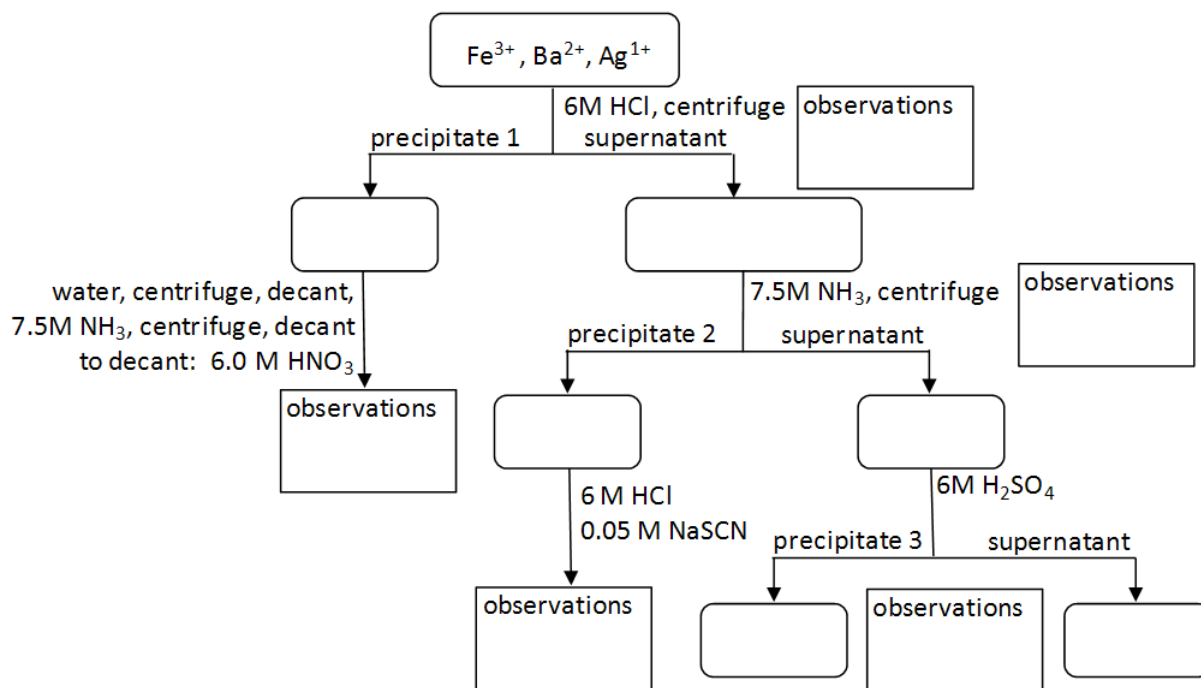 Fe³⁺, Ba²⁺, Ag¹⁺
6M HCl, centrifuge
observations
precipitate 1
supernatant
water, centrifuge, decant,
7.5M NH₃, centrifuge, decant
to decant: 6.0 M HNO₃
observations
7.5M NH₃, centrifuge
observations
precipitate 2
supernatant
6 M HCl
0.05 M NaSCN
observations
6M H₂SO₄
precipitate 3
supernatant
observations